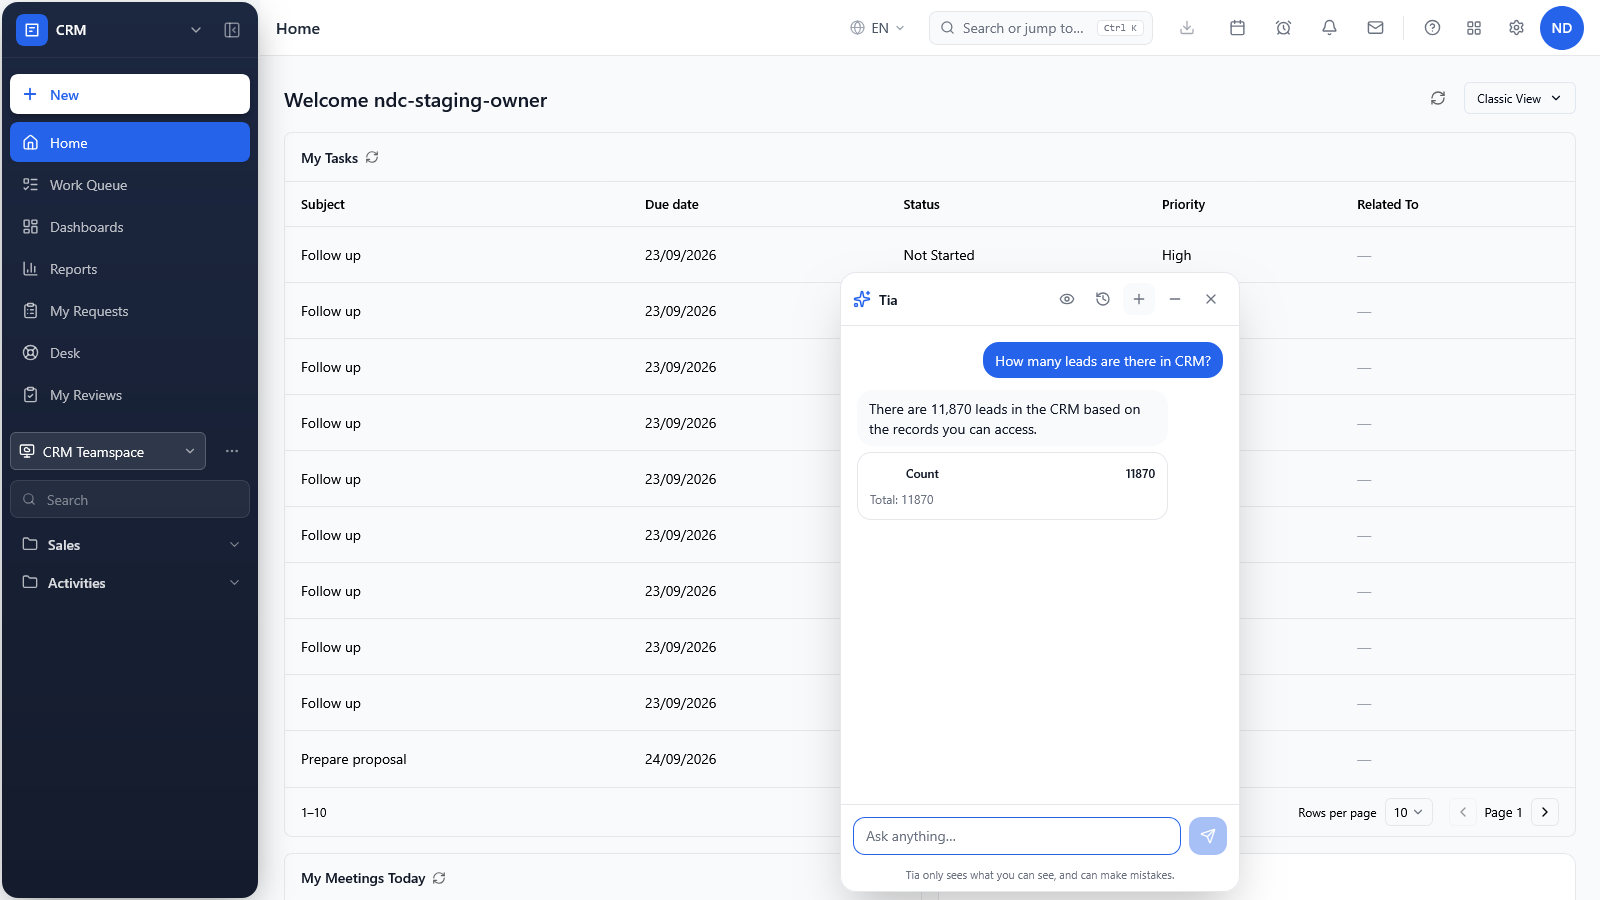 CRM
New
Home
Work Queue
Dashboards
Reports
My Requests
Desk
My Reviews
CRM Teamspace
Search
Sales
Activities
Home
EN
Search or jump to...
Ctrl K
ND
Welcome ndc-staging-owner
Classic View
My Tasks
Subject Due date Status Priority Related To
Follow up 23/09/2026 Not Started High —
Follow up 23/09/2026 —
Follow up 23/09/2026 —
Follow up 23/09/2026 —
Follow up 23/09/2026 —
Follow up 23/09/2026 —
Follow up 23/09/2026 —
Follow up 23/09/2026 —
Follow up 23/09/2026 —
Prepare proposal 24/09/2026 —
1–10
Rows per page 10 Page 1
My Meetings Today
Tia
How many leads are there in CRM?
There are 11,870 leads in the CRM based on
the records you can access.
Count 11870
Total: 11870
Ask anything...
Tia only sees what you can see, and can make mistakes.